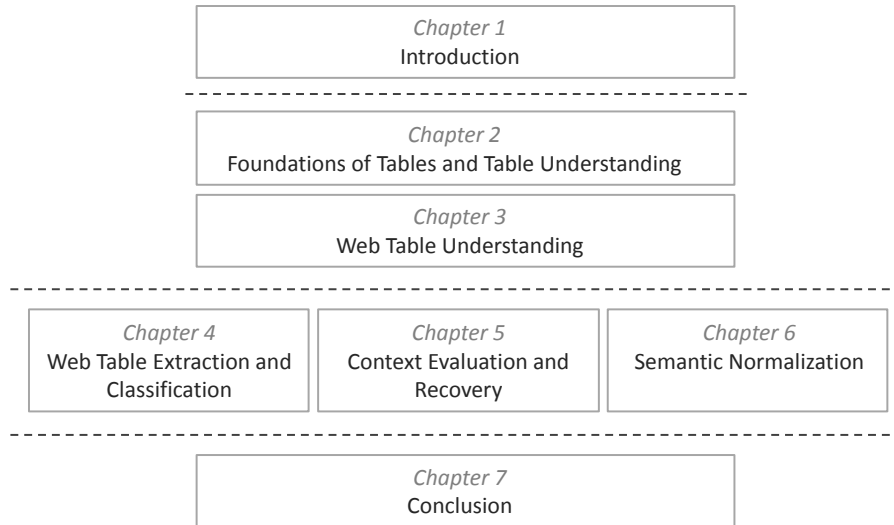 Chapter 1
Introduction
Chapter 2
Foundations of Tables and Table Understanding
Chapter 3
Web Table Understanding
Chapter 4
Web Table Extraction and
Classification
Chapter 5
Context Evaluation and
Recovery
Chapter 6
Semantic Normalization
Chapter 7
Conclusion